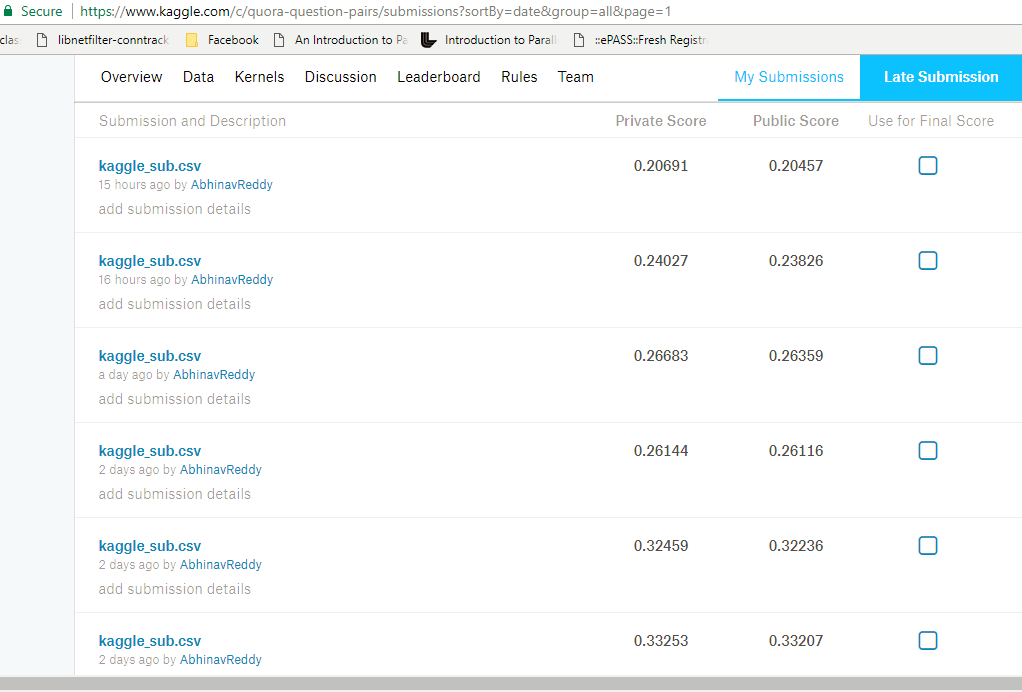 Secure https://www.kaggle.com/c/quora-question-pairs/submissions?sortBy=date&group=all&page=1
clas libnetfilter-conntrack Facebook An Introduction to Pa Introduction to Parall ::ePASS::Fresh Registr
Overview Data Kernels Discussion Leaderboard Rules Team My Submissions Late Submission
Submission and Description Private Score Public Score Use for Final Score
kaggle_sub.csv 0.20691 0.20457
15 hours ago by AbhinavReddy
add submission details
kaggle_sub.csv 0.24027 0.23826
16 hours ago by AbhinavReddy
add submission details
kaggle_sub.csv 0.26683 0.26359
a day ago by AbhinavReddy
add submission details
kaggle_sub.csv 0.26144 0.26116
2 days ago by AbhinavReddy
add submission details
kaggle_sub.csv 0.32459 0.32236
2 days ago by AbhinavReddy
add submission details
kaggle_sub.csv 0.33253 0.33207
2 days ago by AbhinavReddy